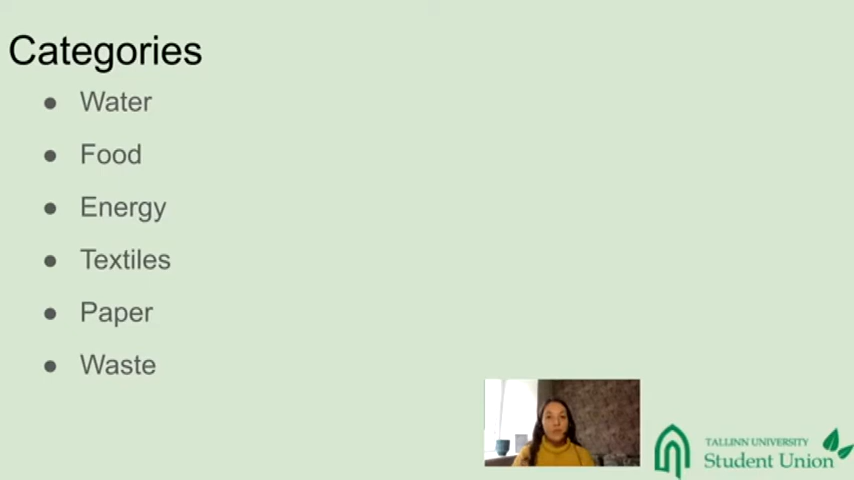 Categories
● Water
● Food
● Energy
● Textiles
● Paper
● Waste
TALLINN UNIVERSITY
Student Union